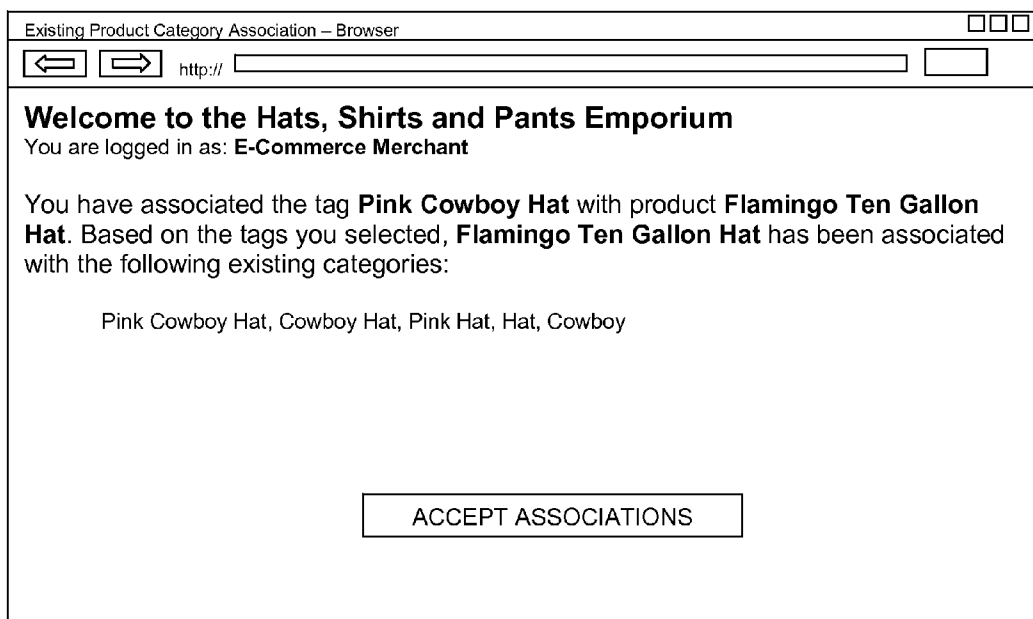 Existing Product Category Association – Browser
http://
Welcome to the Hats, Shirts and Pants Emporium
You are logged in as: E-Commerce Merchant
You have associated the tag Pink Cowboy Hat with product Flamingo Ten Gallon
Hat. Based on the tags you selected, Flamingo Ten Gallon Hat has been associated
with the following existing categories:
Pink Cowboy Hat, Cowboy Hat, Pink Hat, Hat, Cowboy
ACCEPT ASSOCIATIONS